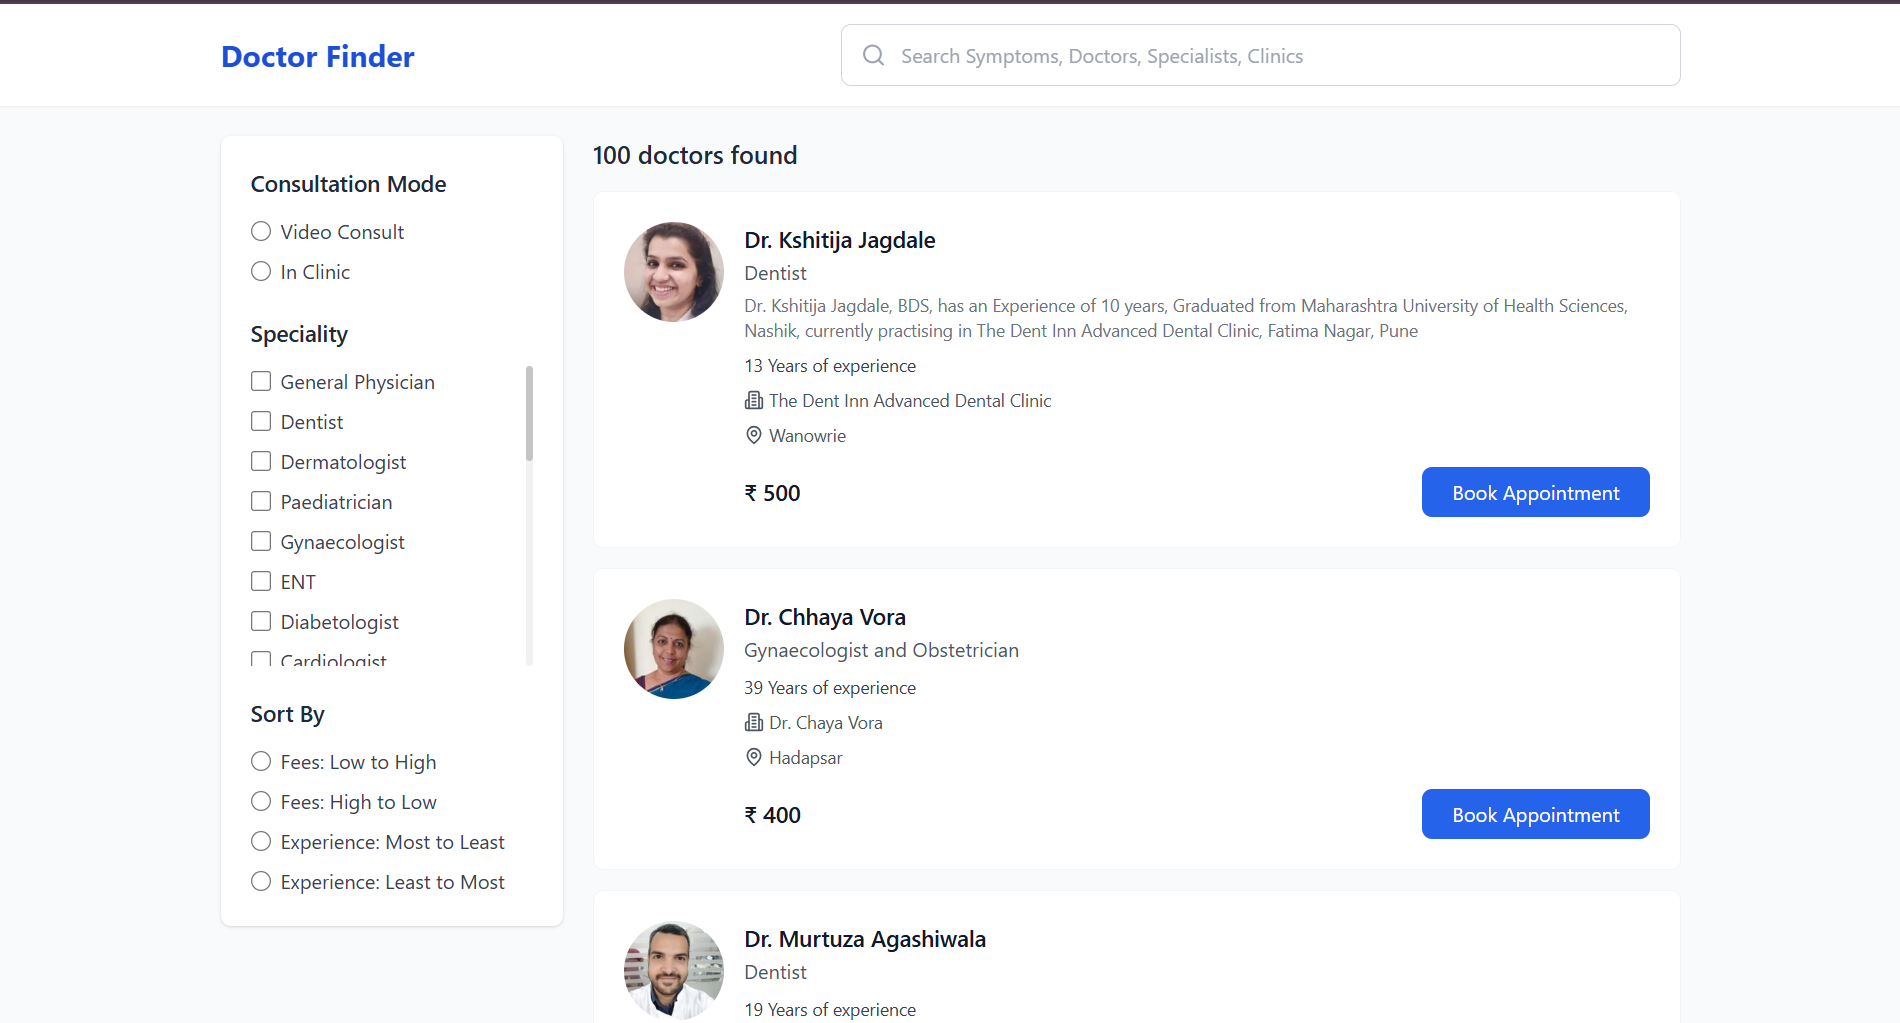 Doctor Finder
Search Symptoms, Doctors, Specialists, Clinics
Consultation Mode
Video Consult
In Clinic
Speciality
General Physician
Dentist
Dermatologist
Paediatrician
Gynaecologist
ENT
Diabetologist
Cardiologist
Sort By
Fees: Low to High
Fees: High to Low
Experience: Most to Least
Experience: Least to Most
100 doctors found
Dr. Kshitija Jagdale
Dentist
Dr. Kshitija Jagdale, BDS, has an Experience of 10 years, Graduated from Maharashtra University of Health Sciences,
Nashik, currently practising in The Dent Inn Advanced Dental Clinic, Fatima Nagar, Pune
13 Years of experience
The Dent Inn Advanced Dental Clinic
Wanowrie
₹ 500
Book Appointment
Dr. Chhaya Vora
Gynaecologist and Obstetrician
39 Years of experience
Dr. Chaya Vora
Hadapsar
₹ 400
Book Appointment
Dr. Murtuza Agashiwala
Dentist
19 Years of experience